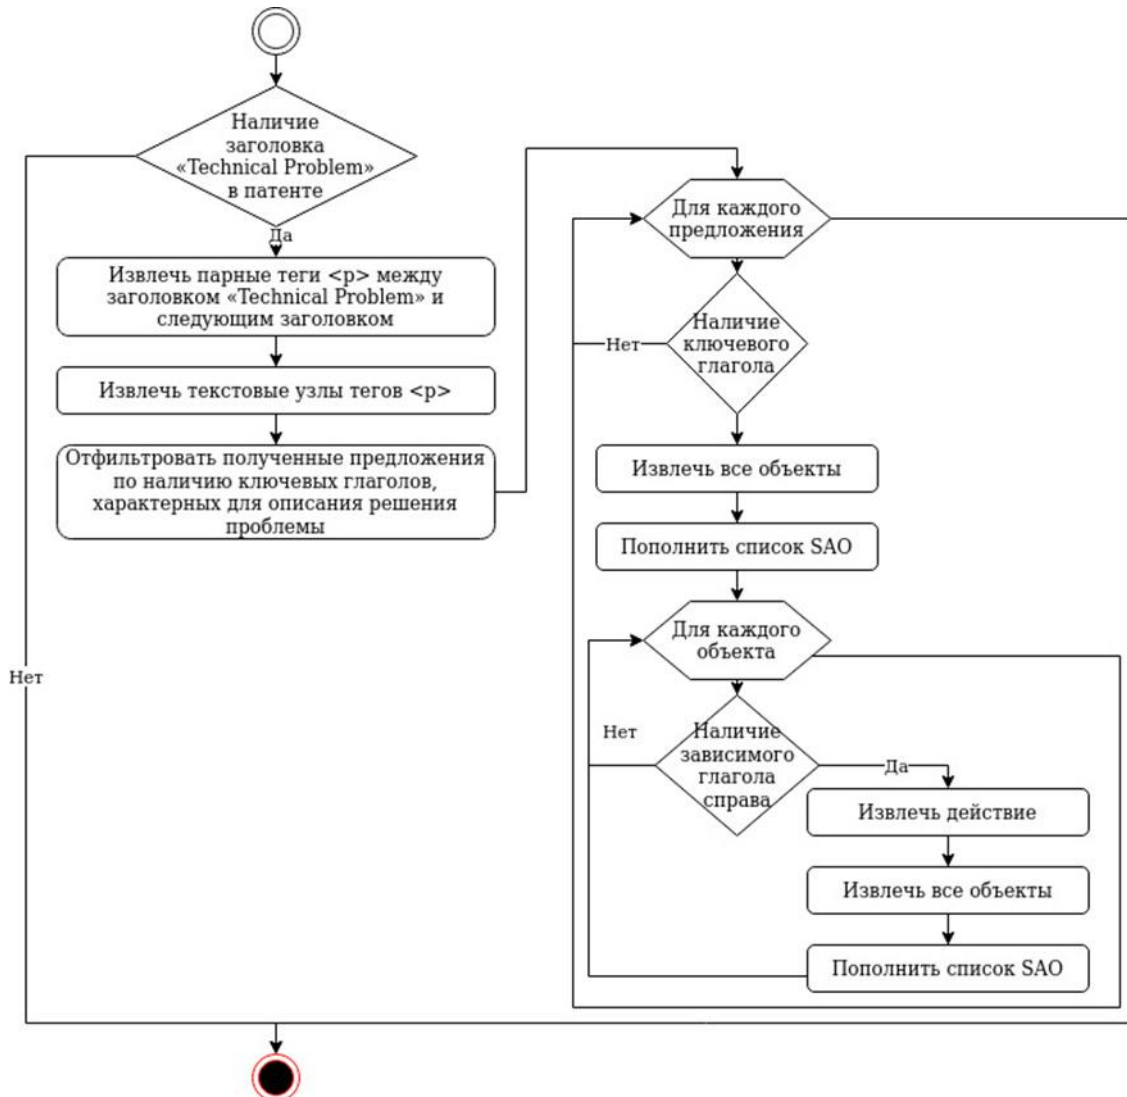 Наличие
заголовка
«Technical Problem»
в патенте
Да
Извлечь парные теги <p> между
заголовком «Technical Problem» и
следующим заголовком
Извлечь текстовые узлы тегов <p>
Отфильтровать полученные предложения
по наличию ключевых глаголов,
характерных для описания решения
проблемы
Нет
Для каждого
предложения
Наличие
ключевого
глагола
Нет
Извлечь все объекты
Пополнить список SAO
Для каждого
объекта
Наличие
зависимого
глагола
справа
Нет
Да
Извлечь действие
Извлечь все объекты
Пополнить список SAO